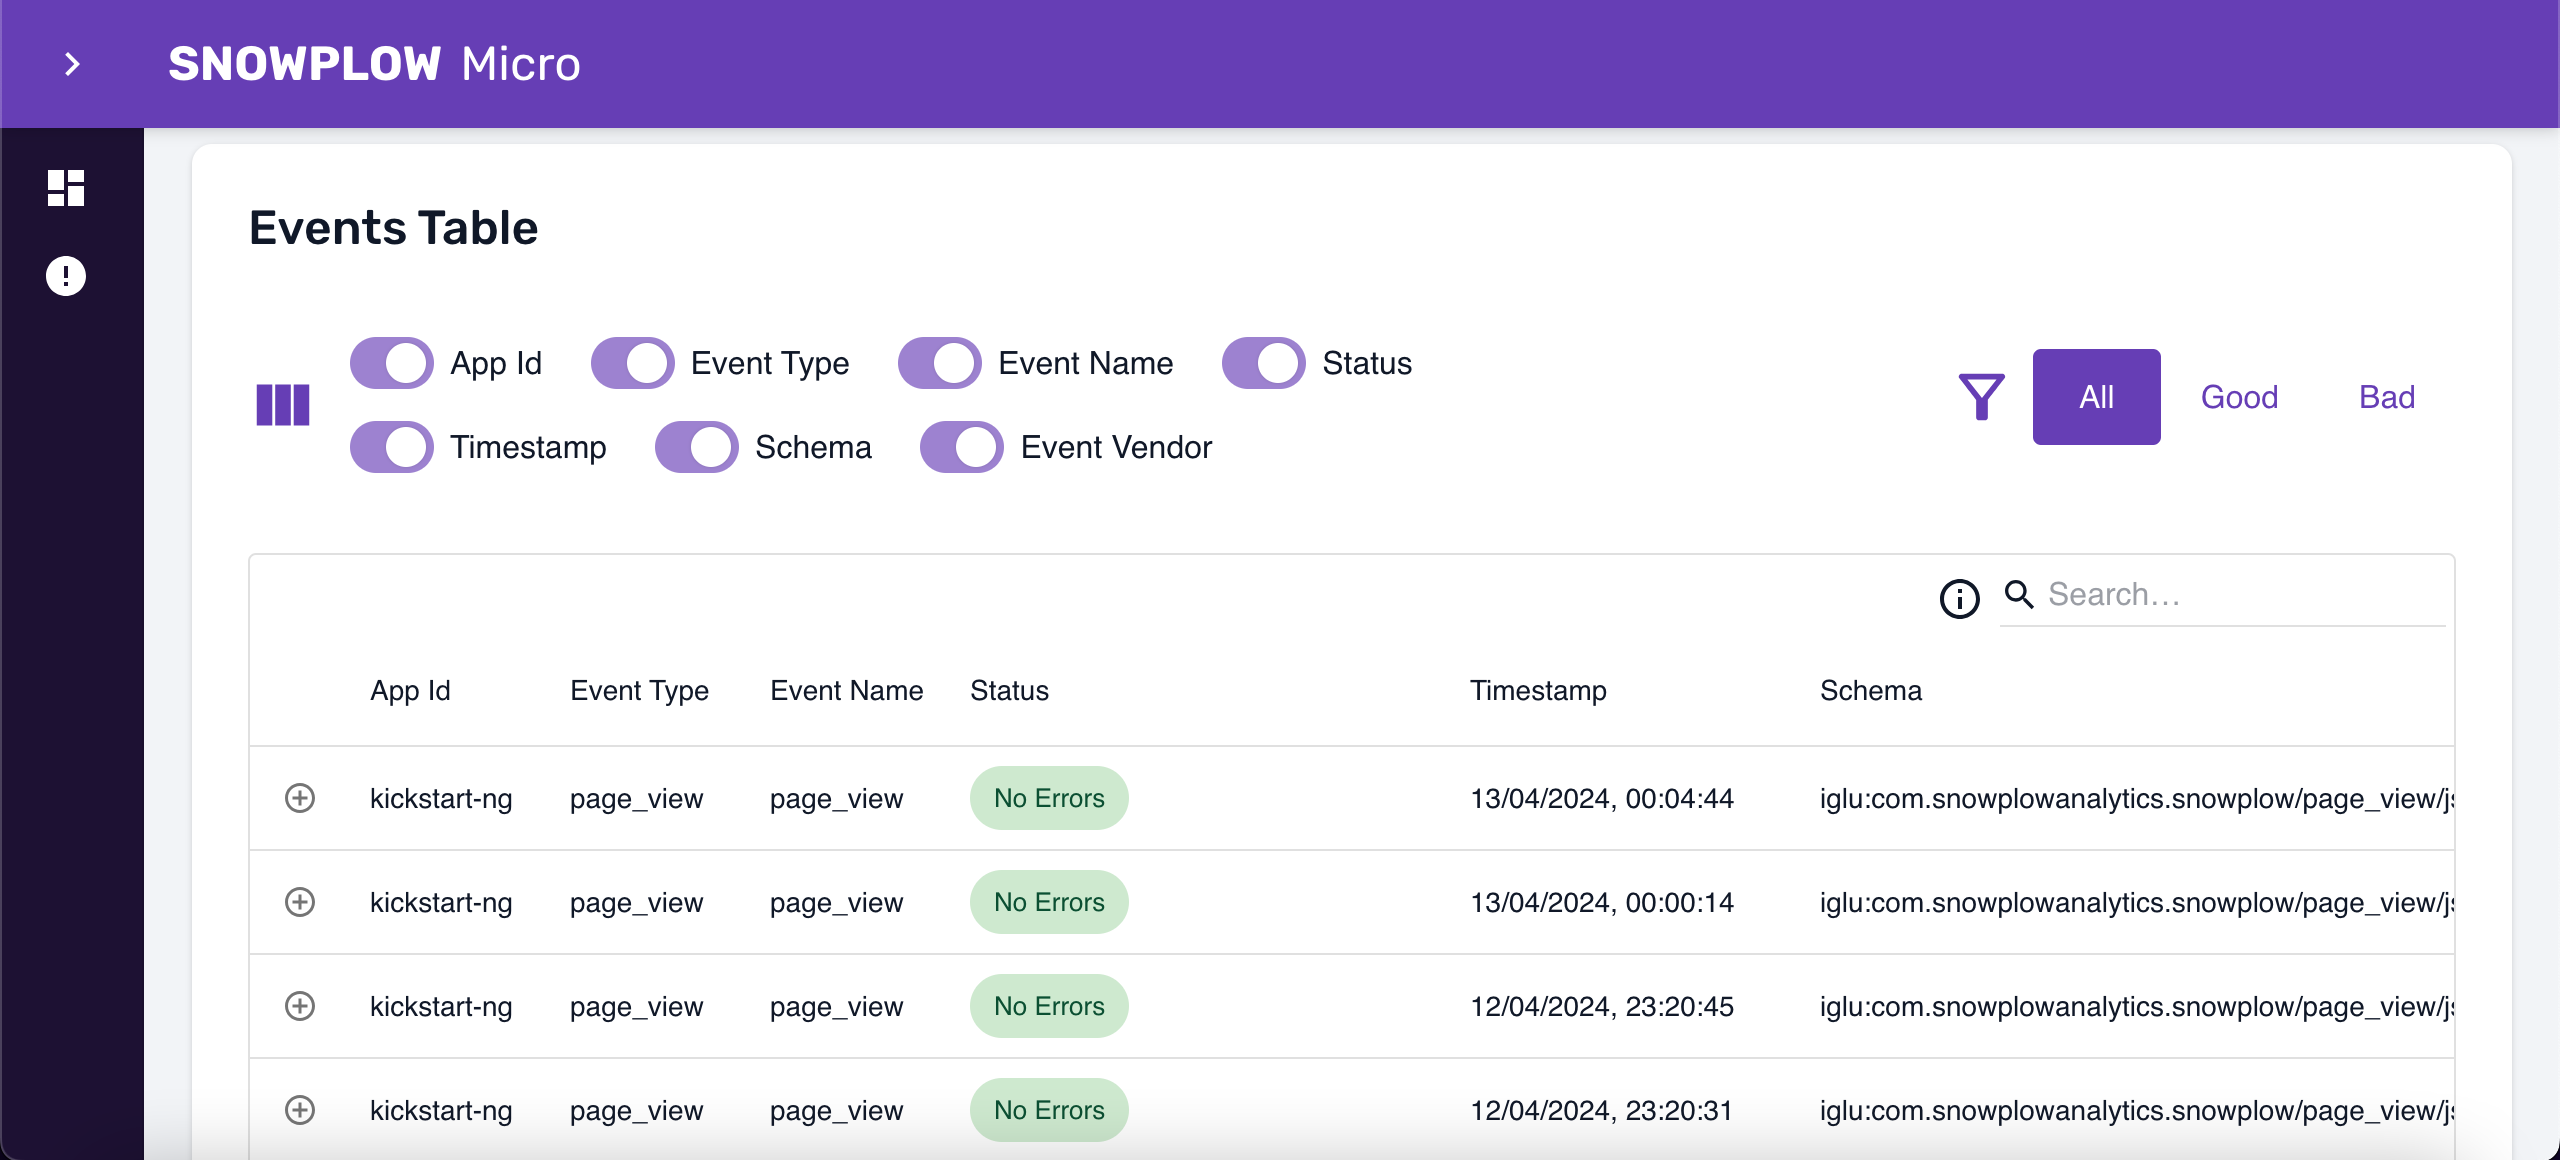 SNOWPLOW Micro
Events Table
App Id Event Type Event Name Status
Timestamp Schema Event Vendor
All Good Bad
Search…
App Id Event Type Event Name Status Timestamp Schema
kickstart-ng page_view page_view No Errors 13/04/2024, 00:04:44 iglu:com.snowplowanalytics.snowplow/page_view/j
kickstart-ng page_view page_view No Errors 13/04/2024, 00:00:14 iglu:com.snowplowanalytics.snowplow/page_view/j
kickstart-ng page_view page_view No Errors 12/04/2024, 23:20:45 iglu:com.snowplowanalytics.snowplow/page_view/j
kickstart-ng page_view page_view No Errors 12/04/2024, 23:20:31 iglu:com.snowplowanalytics.snowplow/page_view/j